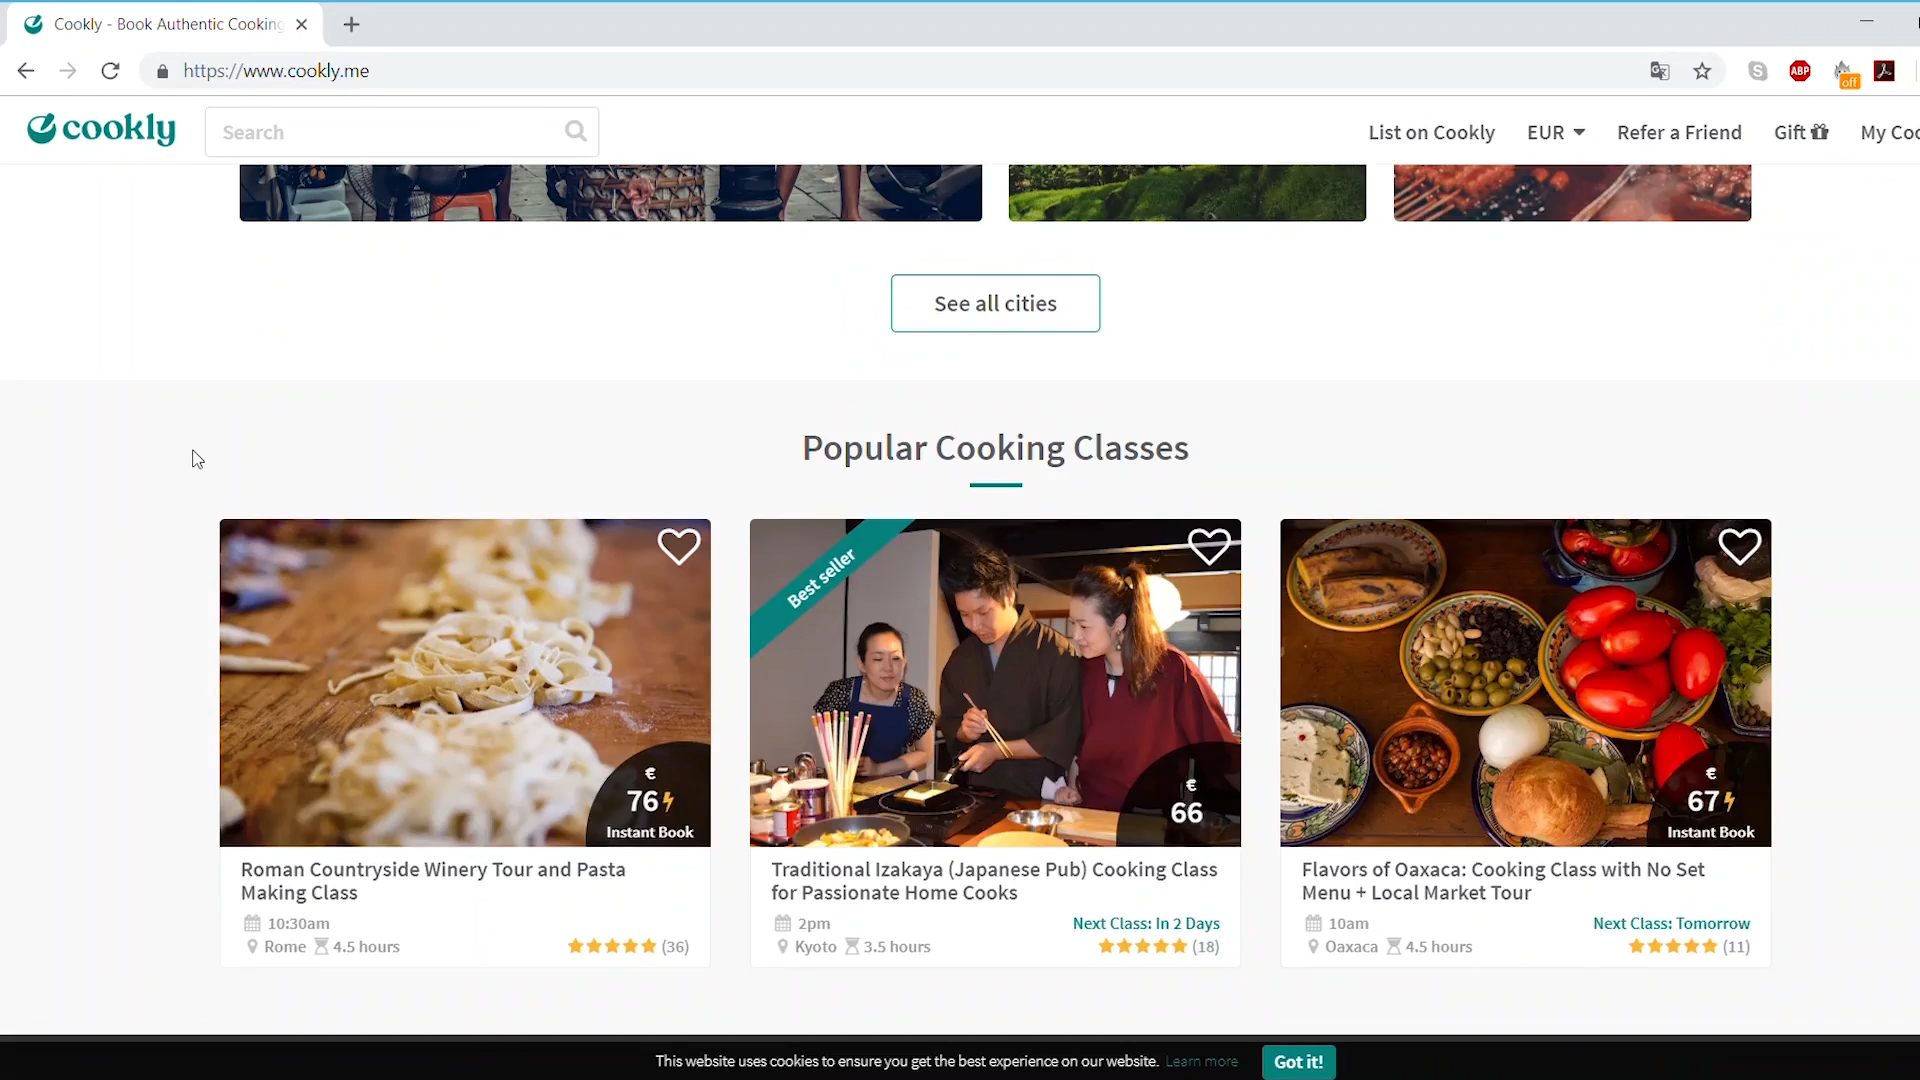 Cookly - Book Authentic Cooking
https://www.cookly.me
ABP
off
cookly
Search
List on Cookly
EUR
Refer a Friend
Gift
My Coo
See all cities
Popular Cooking Classes
€
76
Instant Book
Roman Countryside Winery Tour and Pasta
Making Class
10:30am
Rome
4.5 hours
(36)
Best seller
€
66
Traditional Izakaya (Japanese Pub) Cooking Class
for Passionate Home Cooks
2pm
Next Class: In 2 Days
Kyoto
3.5 hours
(18)
€
67
Instant Book
Flavors of Oaxaca: Cooking Class with No Set
Menu + Local Market Tour
10am
Next Class: Tomorrow
Oaxaca
4.5 hours
(11)
This website uses cookies to ensure you get the best experience on our website. Learn more
Got it!